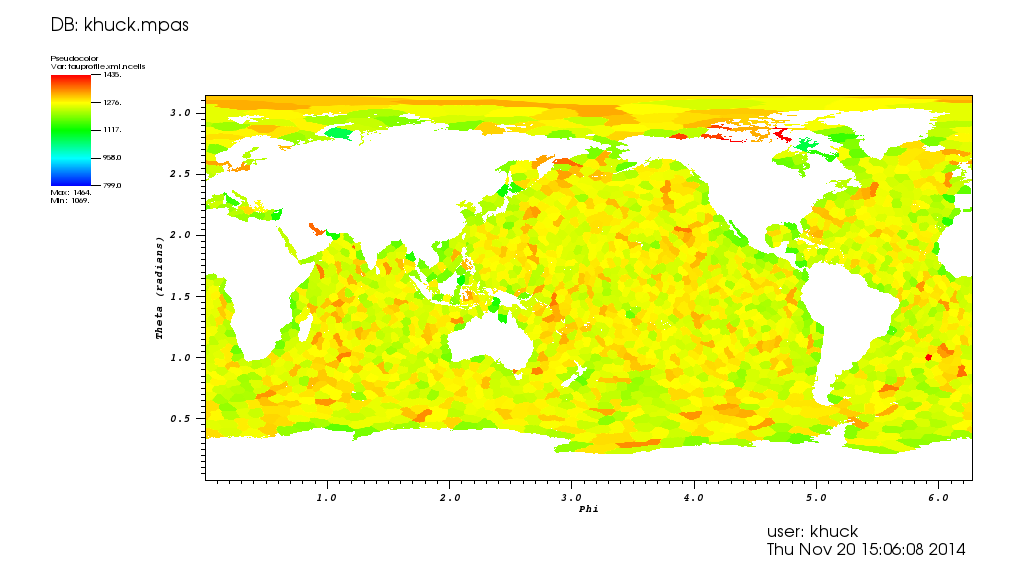 DB: khuck.mpas
Pseudocolor
Var: tauprofile.xml.ncells
1435.
1276.
1117.
958.0
799.0
Max: 1464.
Min: 1069.
Theta (radians)
3.0
2.5
2.0
1.5
1.0
0.5
1.0 2.0 3.0 4.0 5.0 6.0
Phi
user: khuck
Thu Nov 20 15:06:08 2014